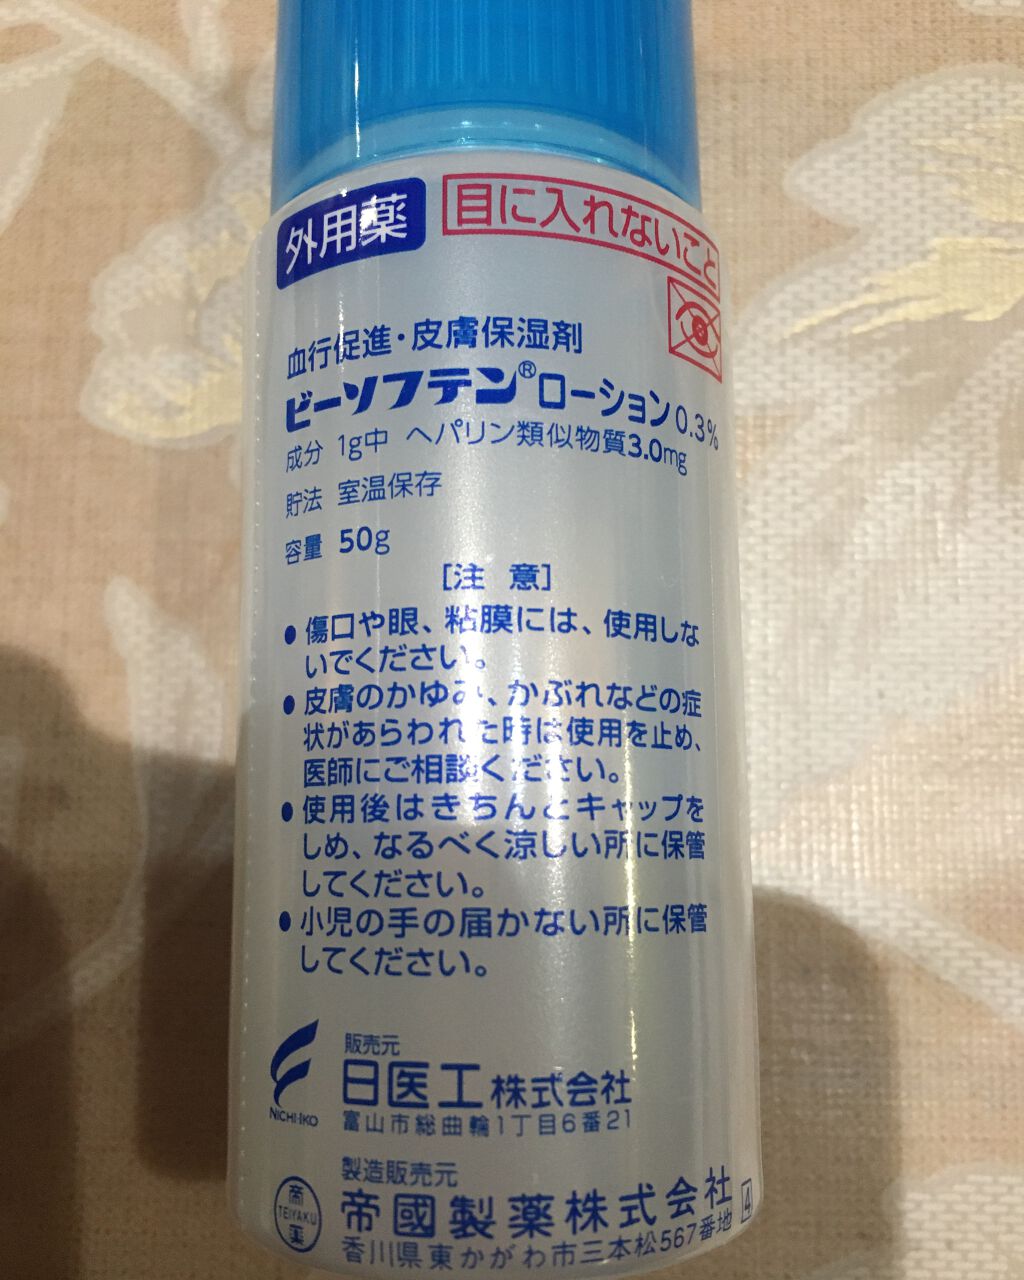 外用薬
目に入れないこと
血行促進・皮膚保湿剤
ビーソフテン®ローション0.3%
成分 1g中 ヘパリン類似物質3.0mg
貯法 室温保存
容量 50g
[注 意]
●傷口や眼、粘膜には、使用しな
いでください。
●皮膚のかゆみ、かぶれなどの症
状があらわれた時は使用を止め、
医師にご相談ください。
●使用後はきちんとキャップを
しめ、なるべく涼しい所に保管
してください。
●小児の手の届かない所に保管
してください。
販売元
日医工株式会社
NICHI-IKO
富山市総曲輪1丁目6番21
製造販売元
帝國製薬株式会社
帝
TEIYAKU
薬
香川県東かがわ市三本松567番地
4